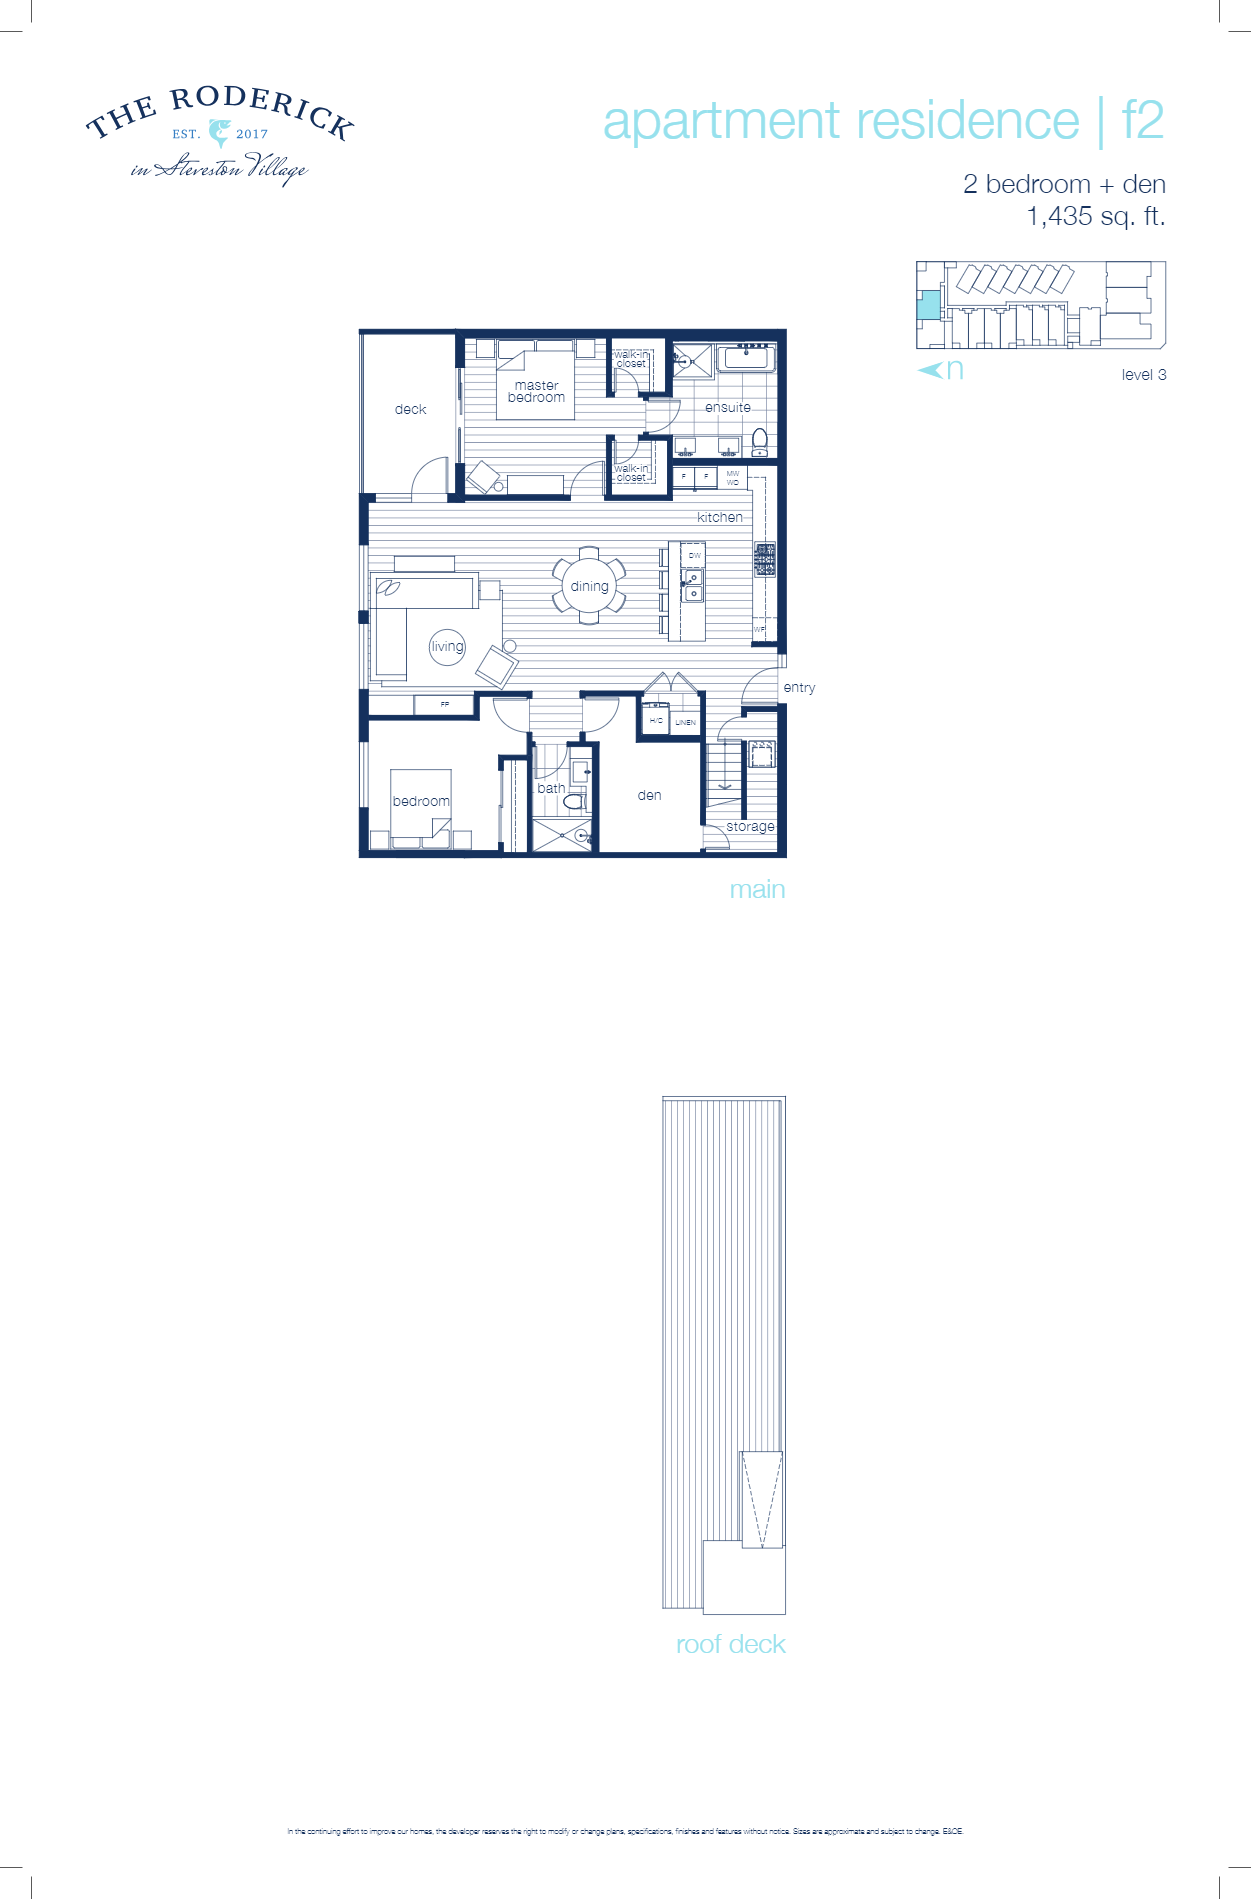 THE RODERICK
EST. 2017
in Steveston Village
apartment residence | f2
2 bedroom + den
1,435 sq. ft.
n
level 3
walk-in
closet
master
bedroom
deck
ensuite
walk-in
closet
F
F
MW
WO
kitchen
DW
dining
WF
living
entry
FP
H/C
LINEN
bath
bedroom
den
storage
main
roof deck
In the continuing effort to improve our homes, the developer reserves the right to modify or change plans, specifications, finishes and features without notice. Sizes are approximate and subject to change. E&OE.